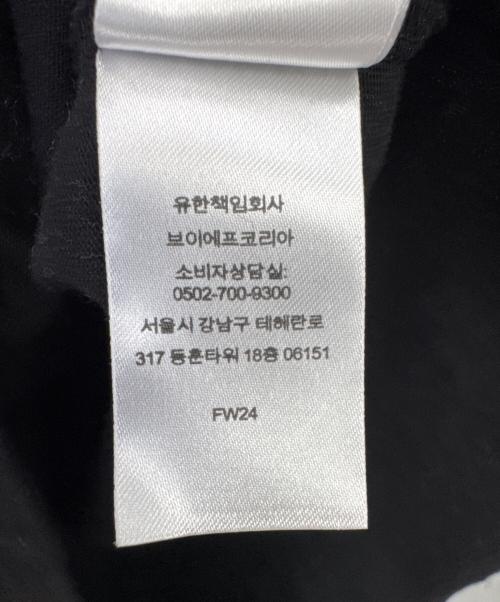 유한책임회사
브이에프코리아
소비자상담실:
0502-700-9300
서울시 강남구 테헤란로
317 동훈타워 18층 06151
FW24